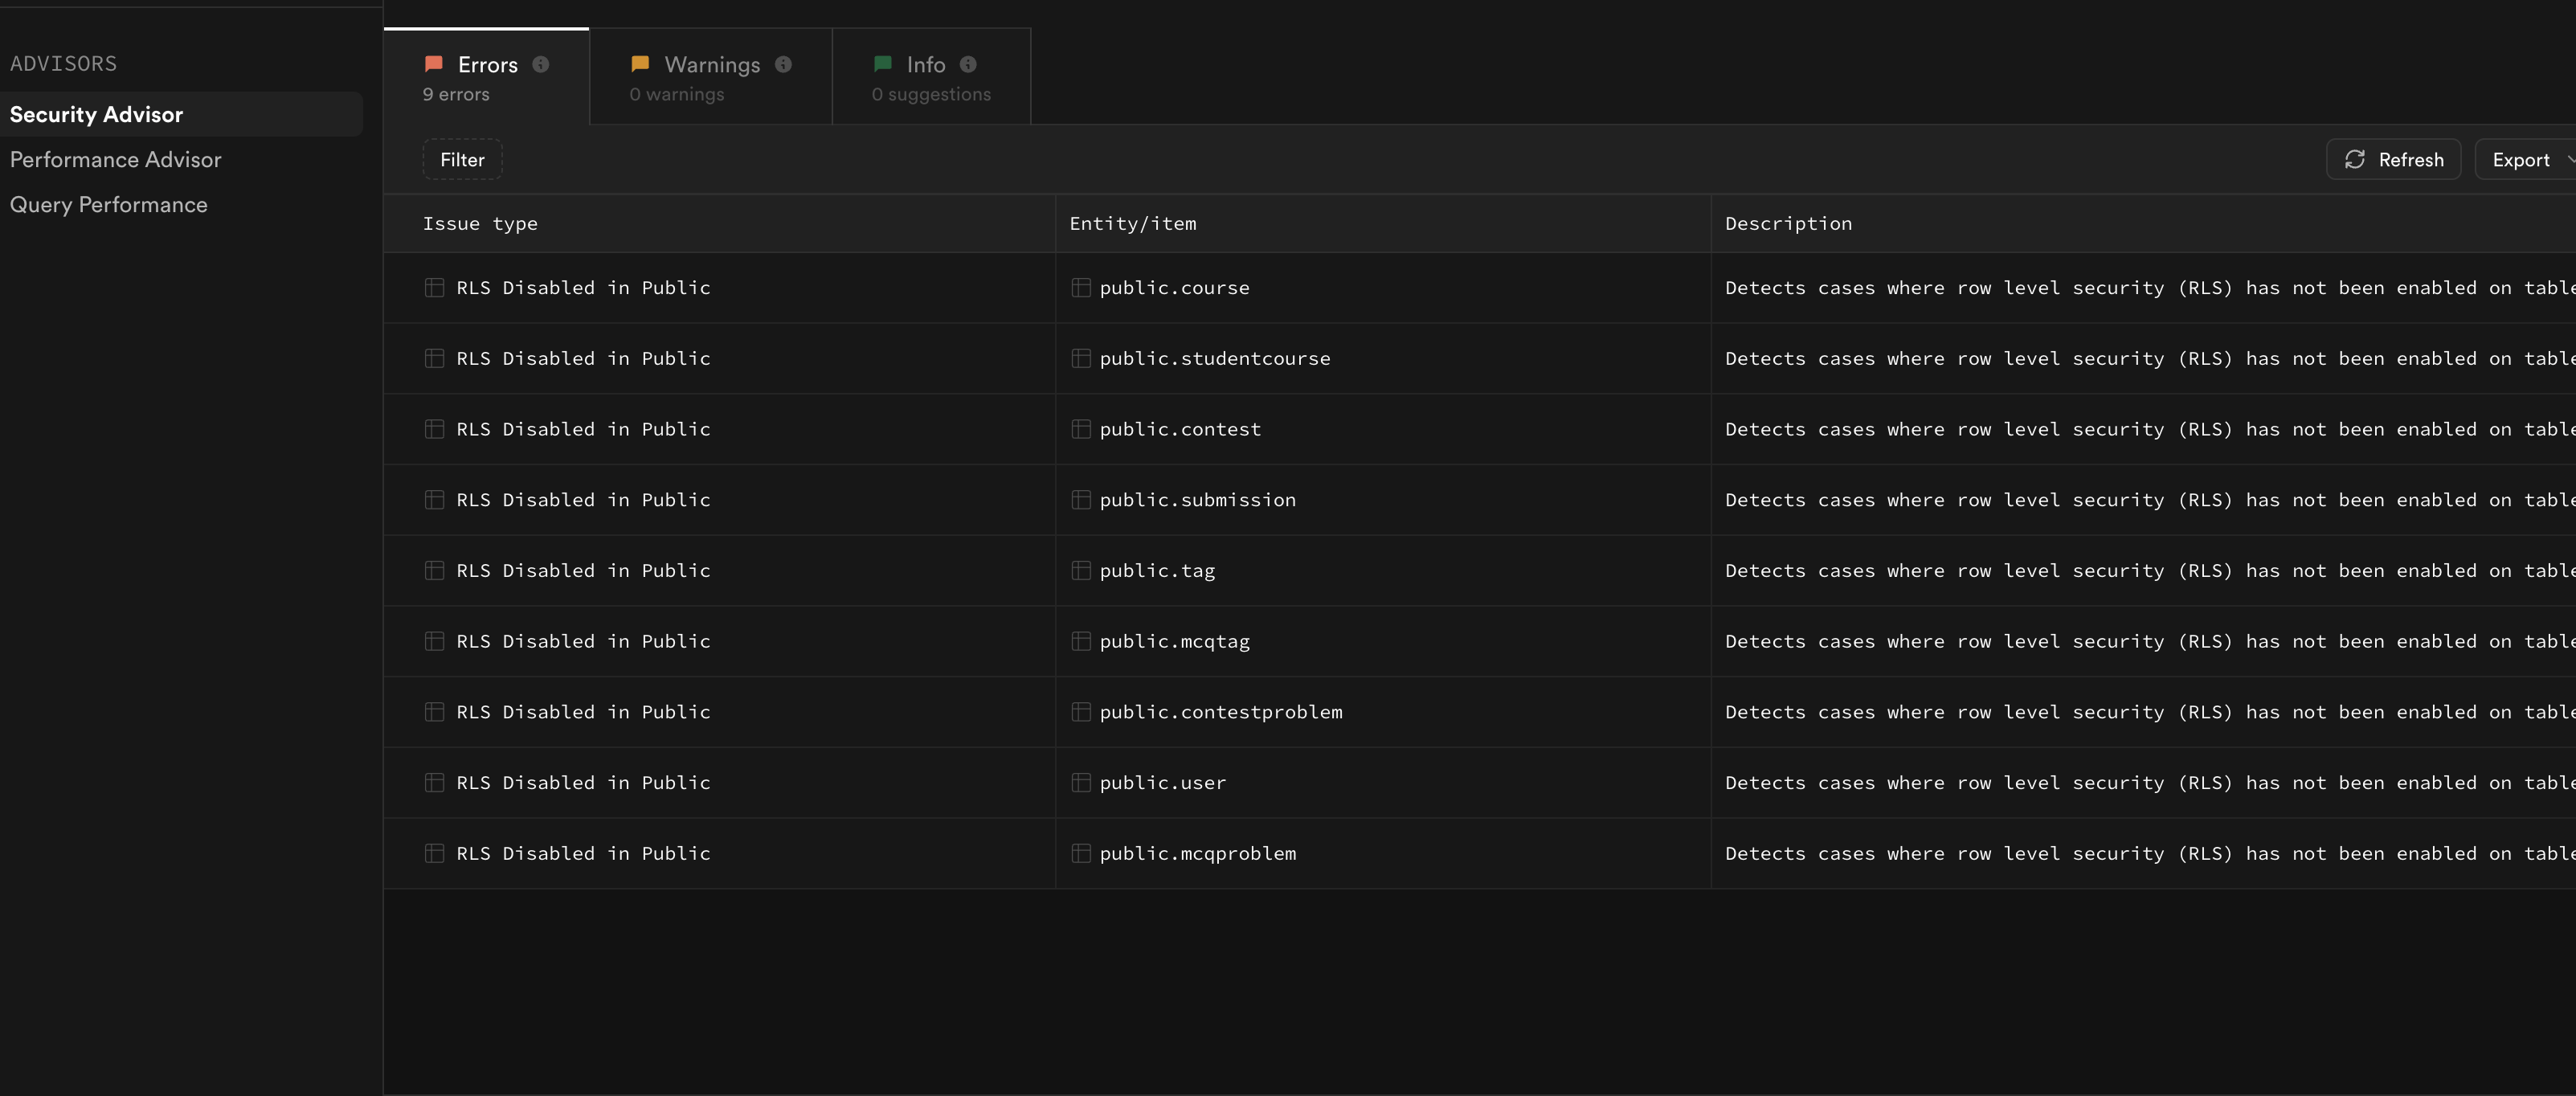 ADVISORS
Security Advisor
Performance Advisor
Query Performance
Errors
9 errors
Warnings
0 warnings
Info
0 suggestions
Filter
Refresh
Export
Issue type Entity/item Description
RLS Disabled in Public public.course Detects cases where row level security (RLS) has not been enabled on table
RLS Disabled in Public public.studentcourse Detects cases where row level security (RLS) has not been enabled on table
RLS Disabled in Public public.contest Detects cases where row level security (RLS) has not been enabled on table
RLS Disabled in Public public.submission Detects cases where row level security (RLS) has not been enabled on table
RLS Disabled in Public public.tag Detects cases where row level security (RLS) has not been enabled on table
RLS Disabled in Public public.mcqtag Detects cases where row level security (RLS) has not been enabled on table
RLS Disabled in Public public.contestproblem Detects cases where row level security (RLS) has not been enabled on table
RLS Disabled in Public public.user Detects cases where row level security (RLS) has not been enabled on table
RLS Disabled in Public public.mcqproblem Detects cases where row level security (RLS) has not been enabled on table